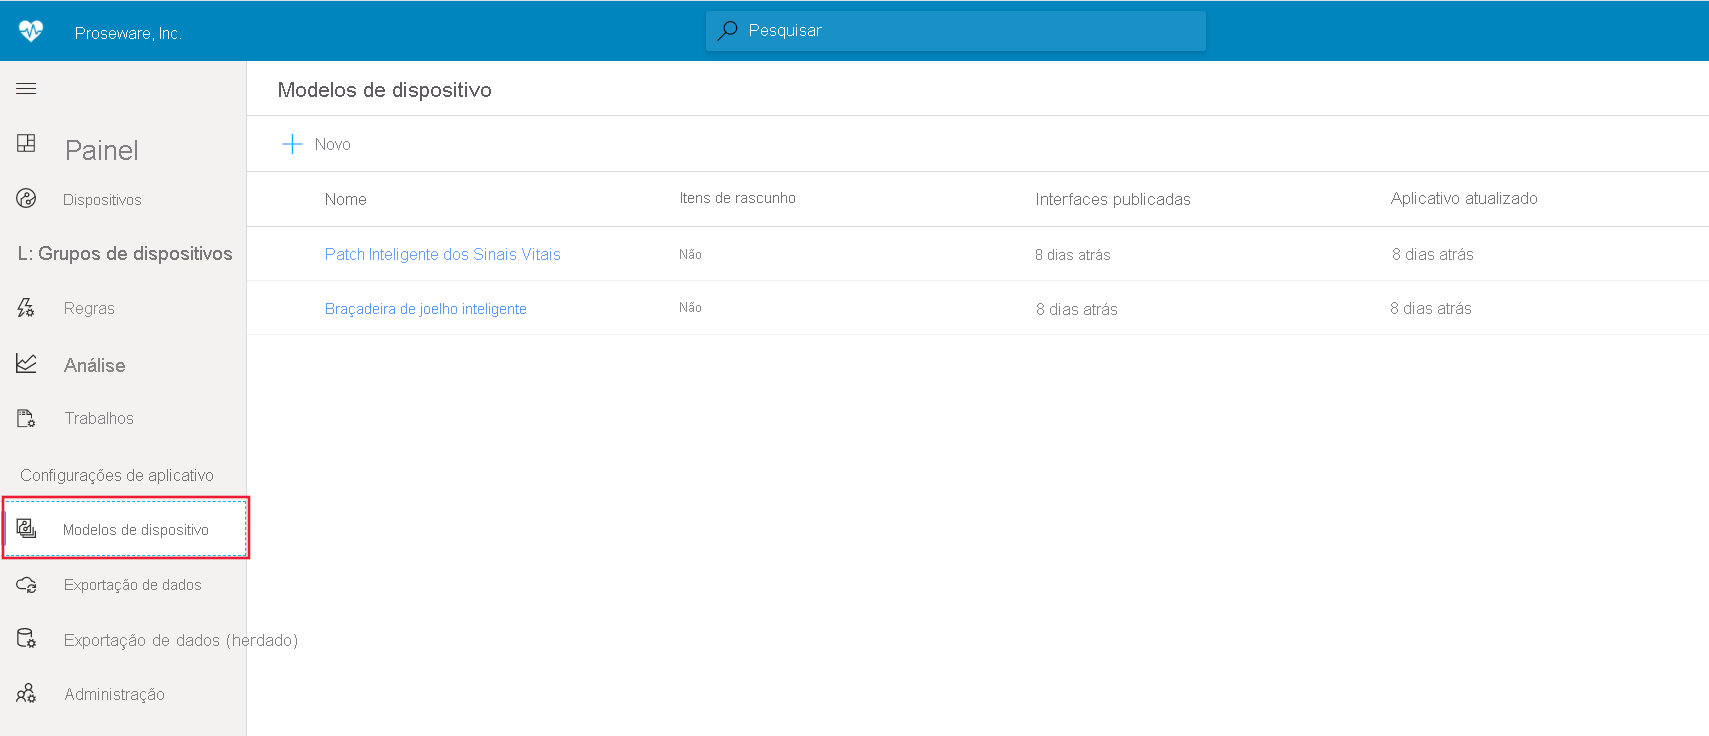 Proseware, Inc.
Pesquisar
Modelos de dispositivo
Novo
Painel
Dispositivos
L: Grupos de dispositivos
Regras
Análise
Trabalhos
Configurações de aplicativo
Modelos de dispositivo
Exportação de dados
Exportação de dados (herdado)
Administração
Nome Itens de rascunho Interfaces publicadas Aplicativo atualizado
Patch Inteligente dos Sinais Vitais Não 8 dias atrás 8 dias atrás
Braçadeira de joelho inteligente Não 8 dias atrás 8 dias atrás